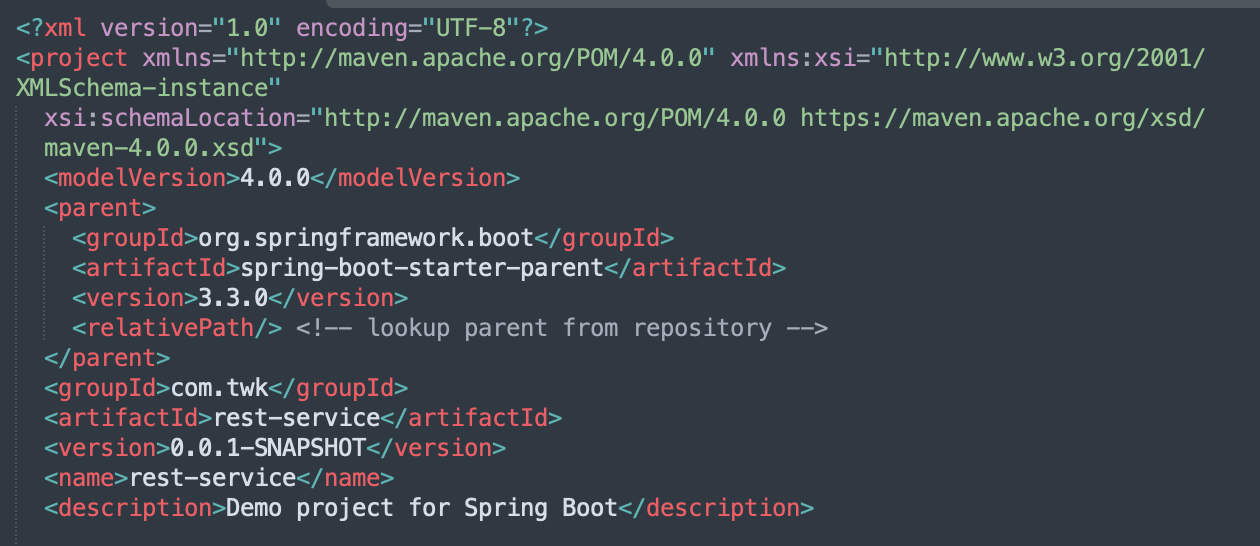 <?xml version="1.0" encoding="UTF-8"?>
<project xmlns="http://maven.apache.org/POM/4.0.0" xmlns:xsi="http://www.w3.org/2001/
XMLSchema-instance"
  xsi:schemaLocation="http://maven.apache.org/POM/4.0.0 https://maven.apache.org/xsd/
  maven-4.0.0.xsd">
  <modelVersion>4.0.0</modelVersion>
  <parent>
    <groupId>org.springframework.boot</groupId>
    <artifactId>spring-boot-starter-parent</artifactId>
    <version>3.3.0</version>
    <relativePath/> <!-- lookup parent from repository -->
  </parent>
  <groupId>com.twk</groupId>
  <artifactId>rest-service</artifactId>
  <version>0.0.1-SNAPSHOT</version>
  <name>rest-service</name>
  <description>Demo project for Spring Boot</description>